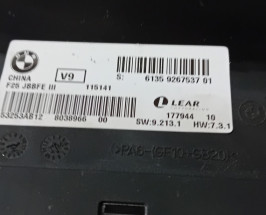 V9
S: 6135 9267537 01
CHINA
F25 JBBFE III 115141
LEAR
177944 10
53253AB12 8038966 00
SW:9.213.1 HW:7.3.1